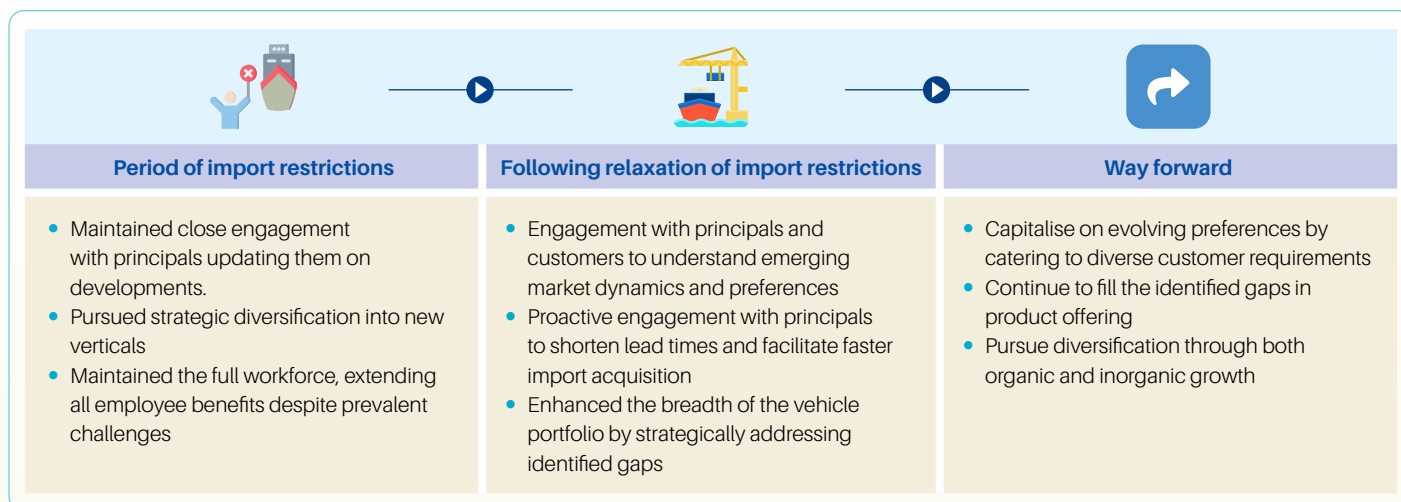 Period of import restrictions
Maintained close engagement
with principals updating them on
developments.
Pursued strategic diversification into new
verticals
Maintained the full workforce, extending
all employee benefits despite prevalent
challenges
Following relaxation of import restrictions
Engagement with principals and
customers to understand emerging
market dynamics and preferences
Proactive engagement with principals
to shorten lead times and facilitate faster
import acquisition
Enhanced the breadth of the vehicle
portfolio by strategically addressing
identified gaps
Way forward
Capitalise on evolving preferences by
catering to diverse customer requirements
Continue to fill the identified gaps in
product offering
Pursue diversification through both
organic and inorganic growth